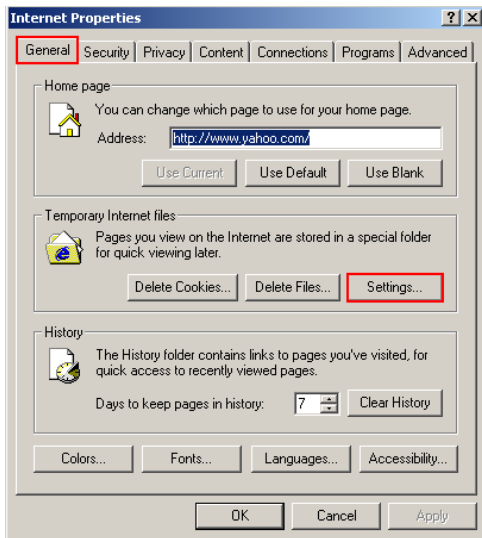 Internet Properties
General Security Privacy Content Connections Programs Advanced
Home page
You can change which page to use for your home page.
Address: http://www.yahoo.com/
Use Current Use Default Use Blank
Temporary Internet files
Pages you view on the Internet are stored in a special folder
for quick viewing later.
Delete Cookies... Delete Files... Settings...
History
The History folder contains links to pages you've visited, for
quick access to recently viewed pages.
Days to keep pages in history: 7 Clear History
Colors... Fonts... Languages... Accessibility...
OK Cancel Apply